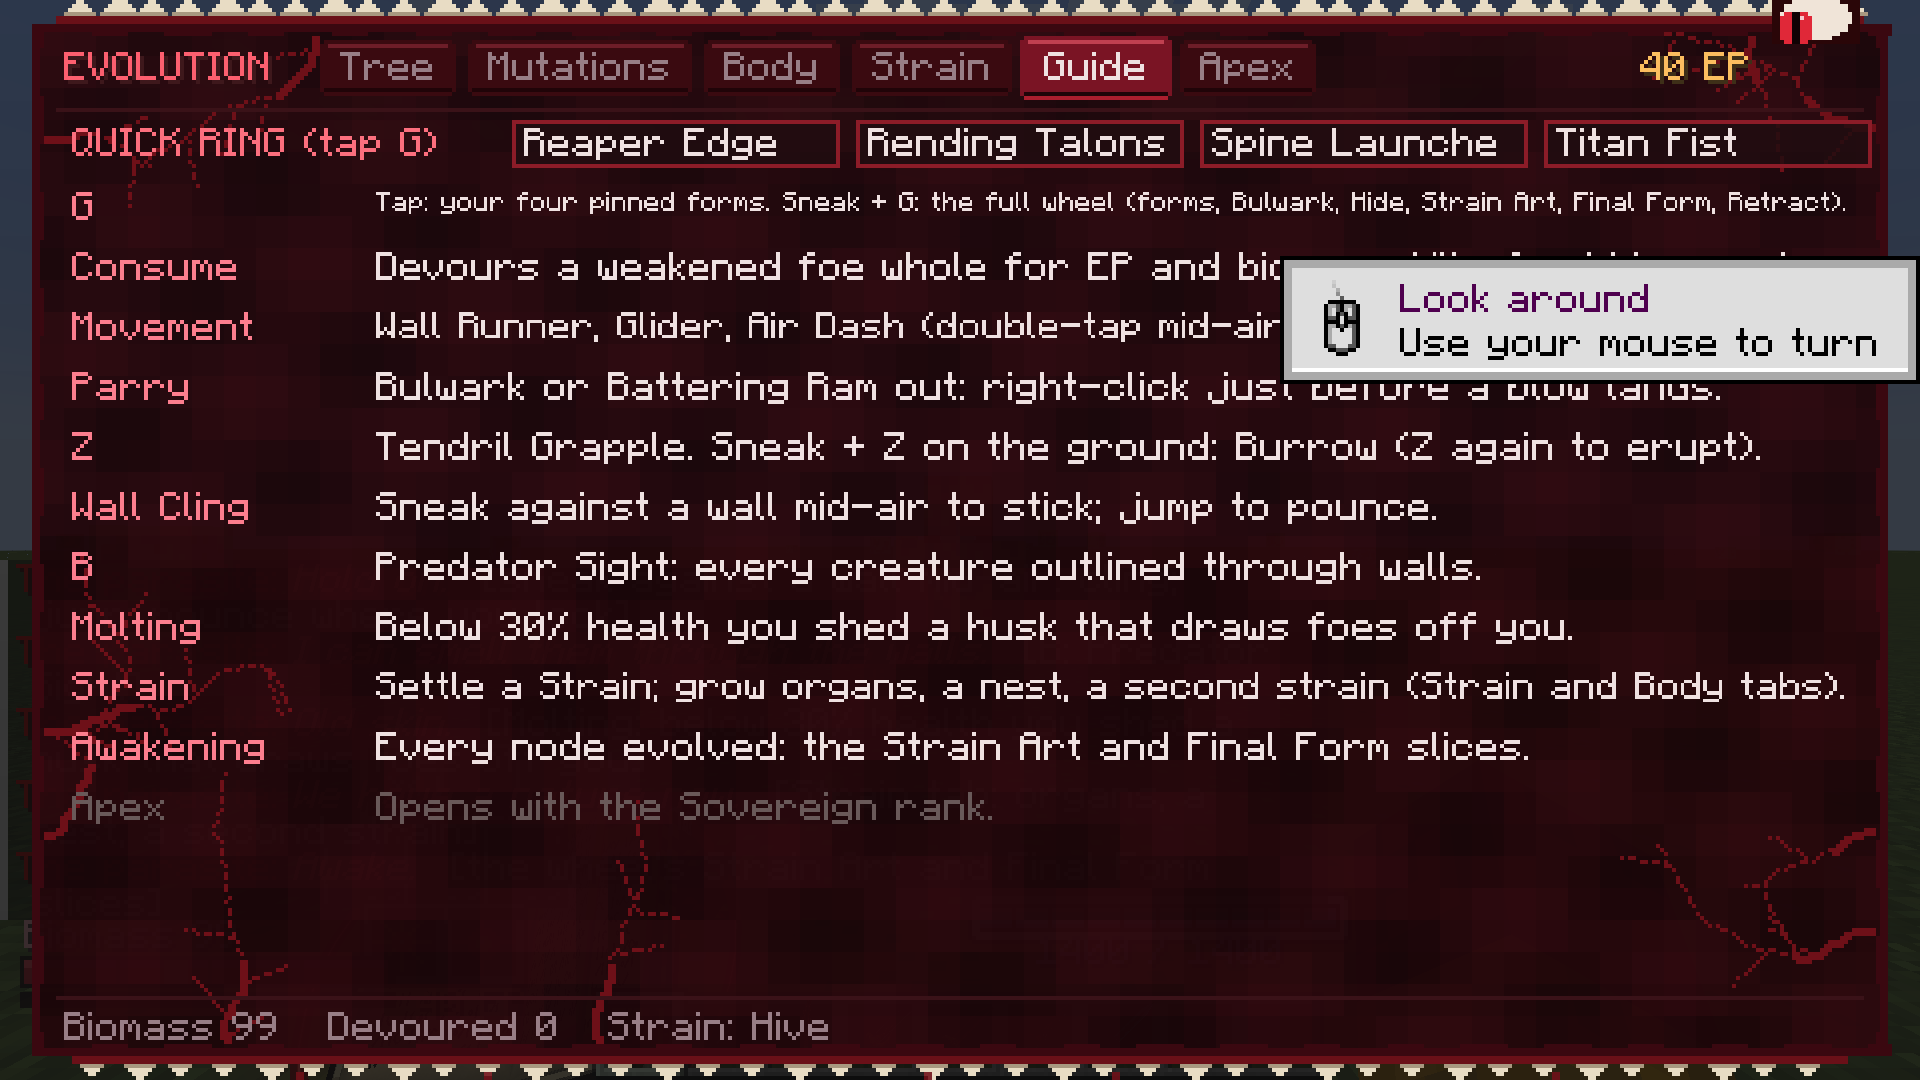 EVOLUTION Tree Mutations Body Strain Guide Apex 40 EP
QUICK RING (tap G) Reaper Edge Rending Talons Spine Launche Titan Fist
G Tap: your four pinned forms. Sneak + G: the full wheel (forms, Bulwark, Hide, Strain Art, Final Form, Retract).
Consume Devours a weakened foe whole for EP and
Look around
Movement Wall Runner, Glider, Air Dash (double-tap mid-air
Use your mouse to turn
Parry Bulwark or Battering Ram out: right-click just before a blow lands.
Z Tendril Grapple. Sneak + Z on the ground: Burrow (Z again to erupt).
Wall Cling Sneak against a wall mid-air to stick; jump to pounce.
B Predator Sight: every creature outlined through walls.
Molting Below 30% health you shed a husk that draws foes off you.
Strain Settle a Strain; grow organs, a nest, a second strain (Strain and Body tabs).
Awakening Every node evolved: the Strain Art and Final Form slices.
Apex Opens with the Sovereign rank.
Biomass 99 Devoured 0 Strain: Hive